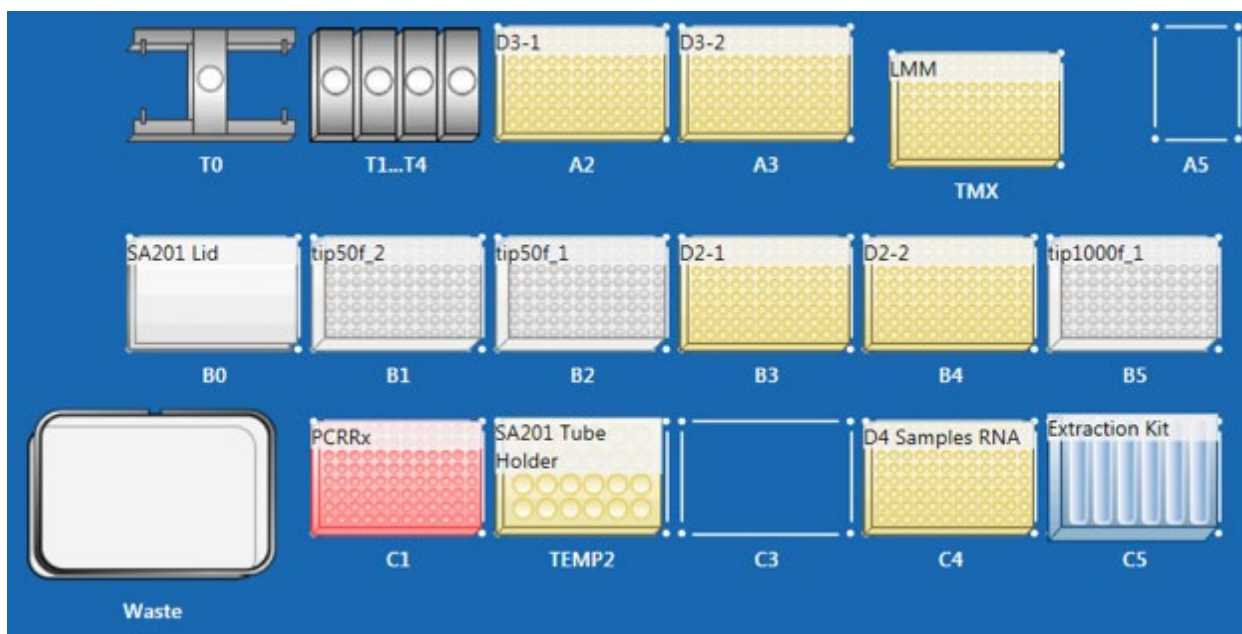 D3-1
D3-2
LMM
T0
T1...T4
A2
A3
TMX
A5
SA201 Lid
tip50f_2
tip50f_1
D2-1
D2-2
tip1000f_1
B0
B1
B2
B3
B4
B5
PCRRx
SA201 Tube
Holder
D4 Samples RNA
Extraction Kit
C1
TEMP2
C3
C4
C5
Waste